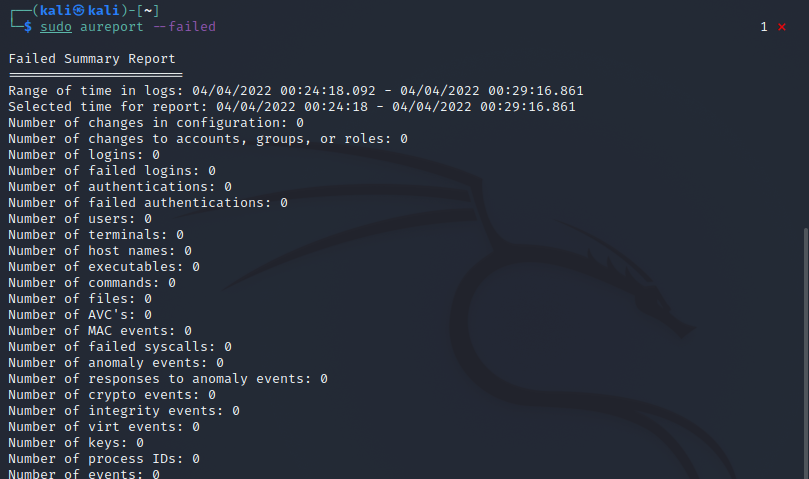 ┌──(kali㉿kali)-[~]
└─$ sudo aureport --failed 1 ⨯
Failed Summary Report
======================
Range of time in logs: 04/04/2022 00:24:18.092 - 04/04/2022 00:29:16.861
Selected time for report: 04/04/2022 00:24:18 - 04/04/2022 00:29:16.861
Number of changes in configuration: 0
Number of changes to accounts, groups, or roles: 0
Number of logins: 0
Number of failed logins: 0
Number of authentications: 0
Number of failed authentications: 0
Number of users: 0
Number of terminals: 0
Number of host names: 0
Number of executables: 0
Number of commands: 0
Number of files: 0
Number of AVC's: 0
Number of MAC events: 0
Number of failed syscalls: 0
Number of anomaly events: 0
Number of responses to anomaly events: 0
Number of crypto events: 0
Number of integrity events: 0
Number of virt events: 0
Number of keys: 0
Number of process IDs: 0
Number of events: 0